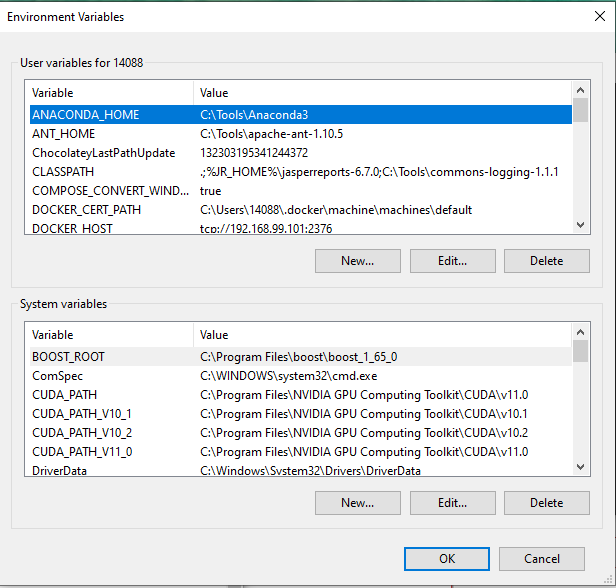 Environment Variables
User variables for 14088
Variable Value
ANACONDA_HOME C:\Tools\Anaconda3
ANT_HOME C:\Tools\apache-ant-1.10.5
ChocolateyLastPathUpdate 132303195341244372
CLASSPATH .;%JR_HOME%\jasperreports-6.7.0;C:\Tools\commons-logging-1.1.1
COMPOSE_CONVERT_WIND... true
DOCKER_CERT_PATH C:\Users\14088\.docker\machine\machines\default
DOCKER_HOST tcp://192.168.99.101:2376
New... Edit... Delete
System variables
Variable Value
BOOST_ROOT C:\Program Files\boost\boost_1_65_0
ComSpec C:\WINDOWS\system32\cmd.exe
CUDA_PATH C:\Program Files\NVIDIA GPU Computing Toolkit\CUDA\v11.0
CUDA_PATH_V10_1 C:\Program Files\NVIDIA GPU Computing Toolkit\CUDA\v10.1
CUDA_PATH_V10_2 C:\Program Files\NVIDIA GPU Computing Toolkit\CUDA\v10.2
CUDA_PATH_V11_0 C:\Program Files\NVIDIA GPU Computing Toolkit\CUDA\v11.0
DriverData C:\Windows\System32\Drivers\DriverData
New... Edit... Delete
OK Cancel